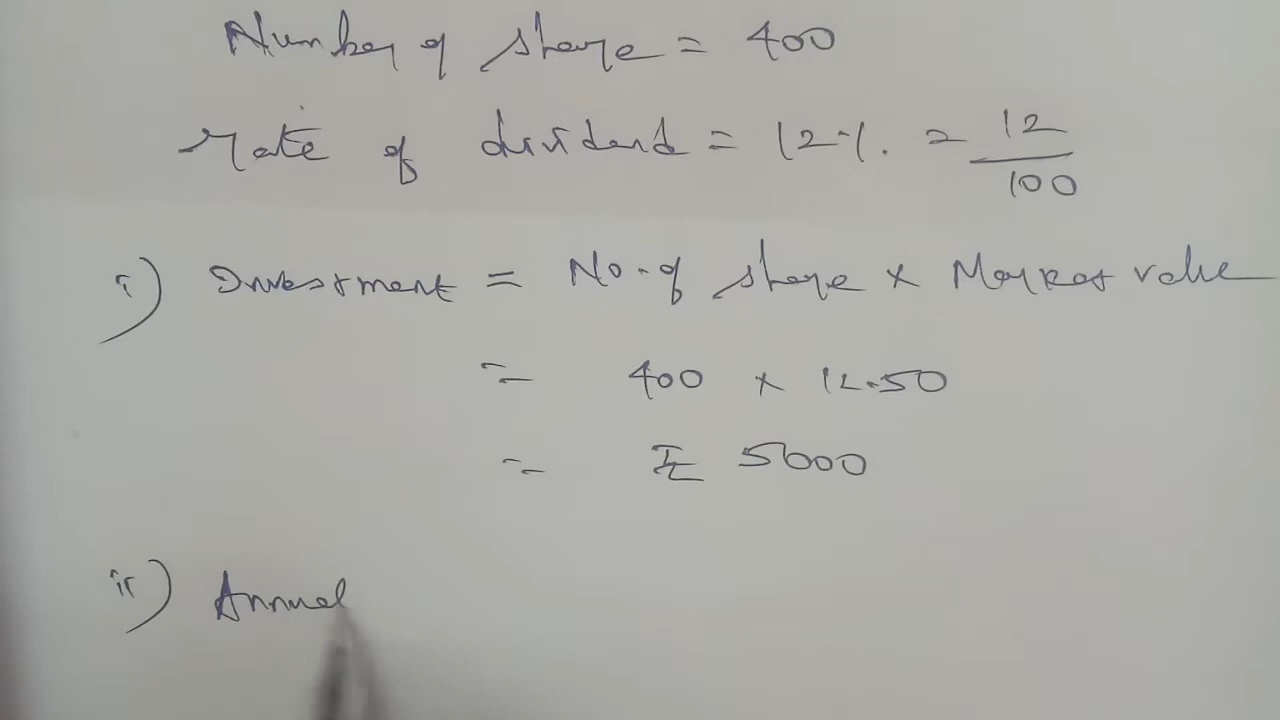 Number of share = 400
rate of dividend = 12%. = 12/100
i) Investment = No. of share × Market value
= 400 × 12.50
= ₹ 5000
ii) Annual